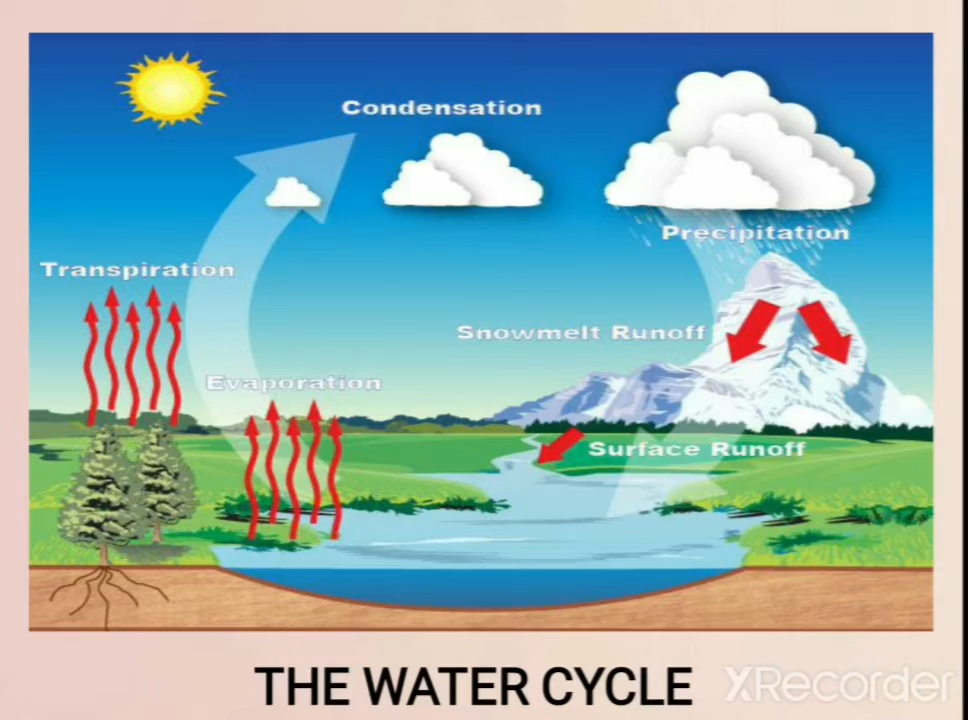 Condensation
Precipitation
Transpiration
Snowmelt Runoff
Evaporation
Surface Runoff
THE WATER CYCLE
XRecorder